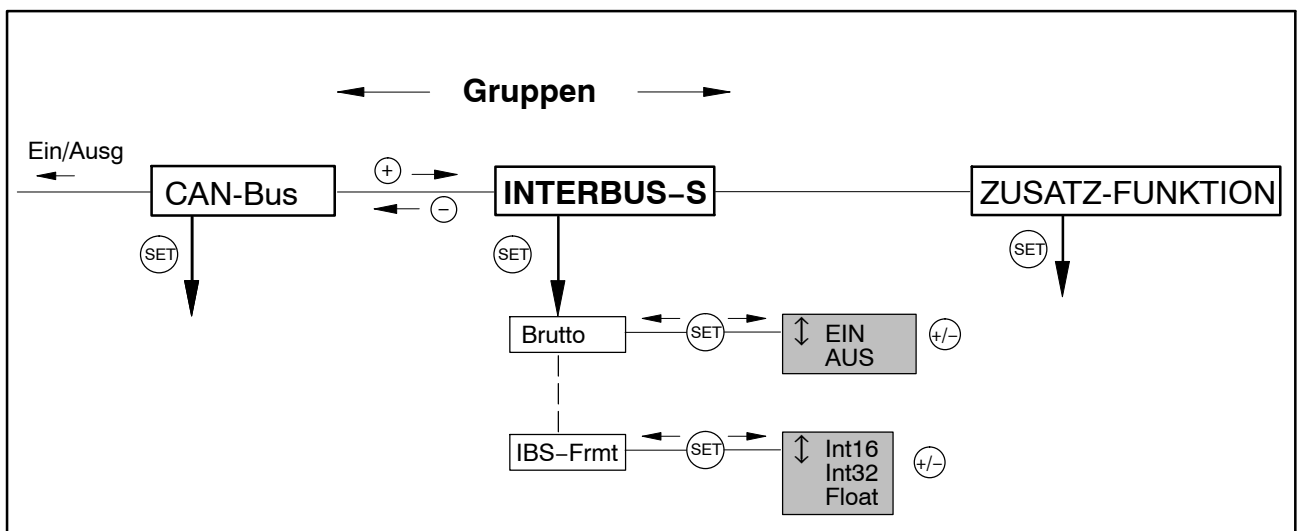 Gruppen
Ein/Ausg
CAN-Bus
+
−
INTERBUS−S
ZUSATZ-FUNKTION
SET
SET
SET
Brutto
SET
EIN
AUS
+/−
IBS−Frmt
SET
Int16
Int32
Float
+/−